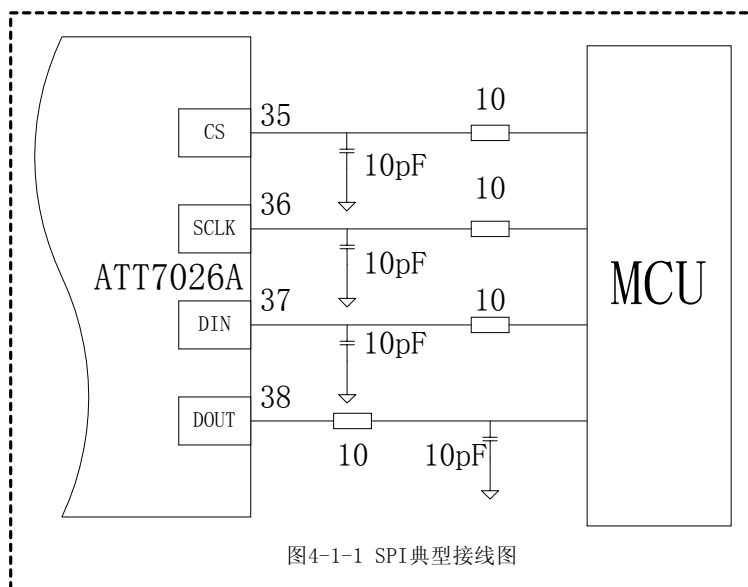 10
35
CS
10pF
10
36
SCLK
10pF
ATT7026A
MCU
10
37
DIN
10pF
38
DOUT
10
10pF
图4-1-1 SPI典型接线图